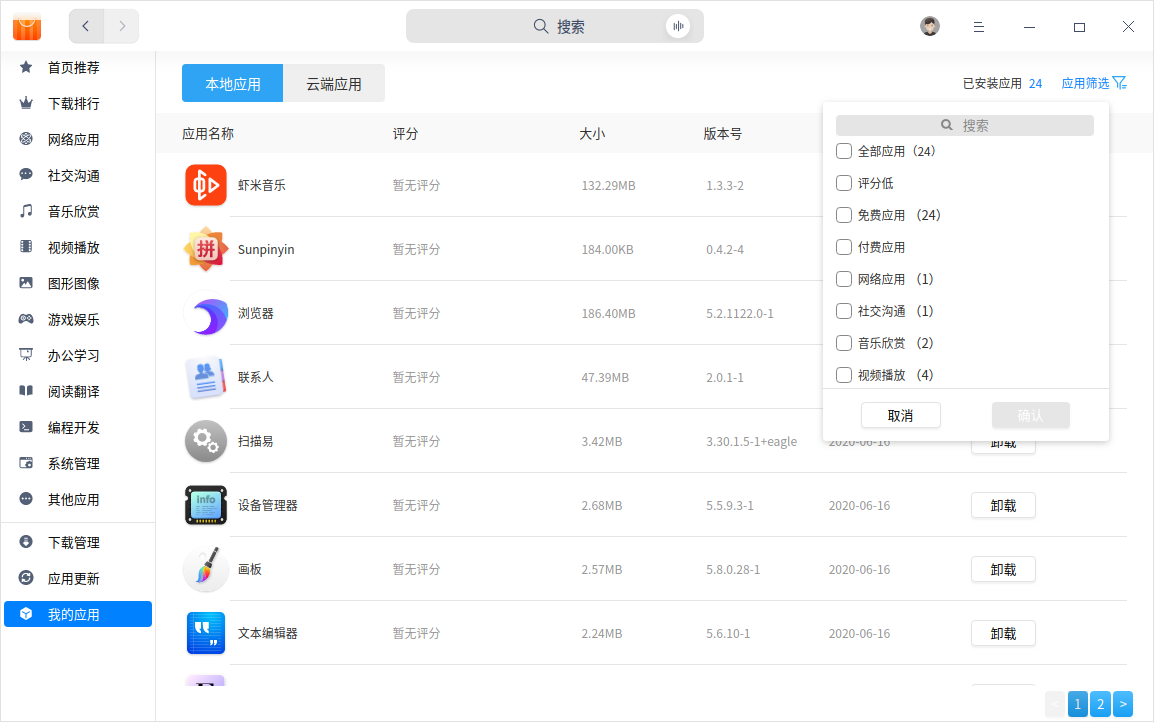 搜索
首页推荐
下载排行
网络应用
社交沟通
音乐欣赏
视频播放
图形图像
游戏娱乐
办公学习
阅读翻译
编程开发
系统管理
其他应用
下载管理
应用更新
我的应用
本地应用 云端应用
已安装应用 24 应用筛选
应用名称 评分 大小 版本号
虾米音乐 暂无评分 132.29MB 1.3.3-2
拼
Sunpinyin 暂无评分 184.00KB 0.4.2-4
浏览器 暂无评分 186.40MB 5.2.1122.0-1
联系人 暂无评分 47.39MB 2.0.1-1
扫描易 暂无评分 3.42MB 3.30.1.5-1+eagle 2020-06-16 卸载
Info
设备管理器 暂无评分 2.68MB 5.5.9.3-1 2020-06-16 卸载
画板 暂无评分 2.57MB 5.8.0.28-1 2020-06-16 卸载
文本编辑器 暂无评分 2.24MB 5.6.10-1 2020-06-16 卸载
搜索
全部应用（24）
评分低
免费应用 （24）
付费应用
网络应用 （1）
社交沟通 （1）
音乐欣赏 （2）
视频播放 （4）
取消 确认
< 1 2 >